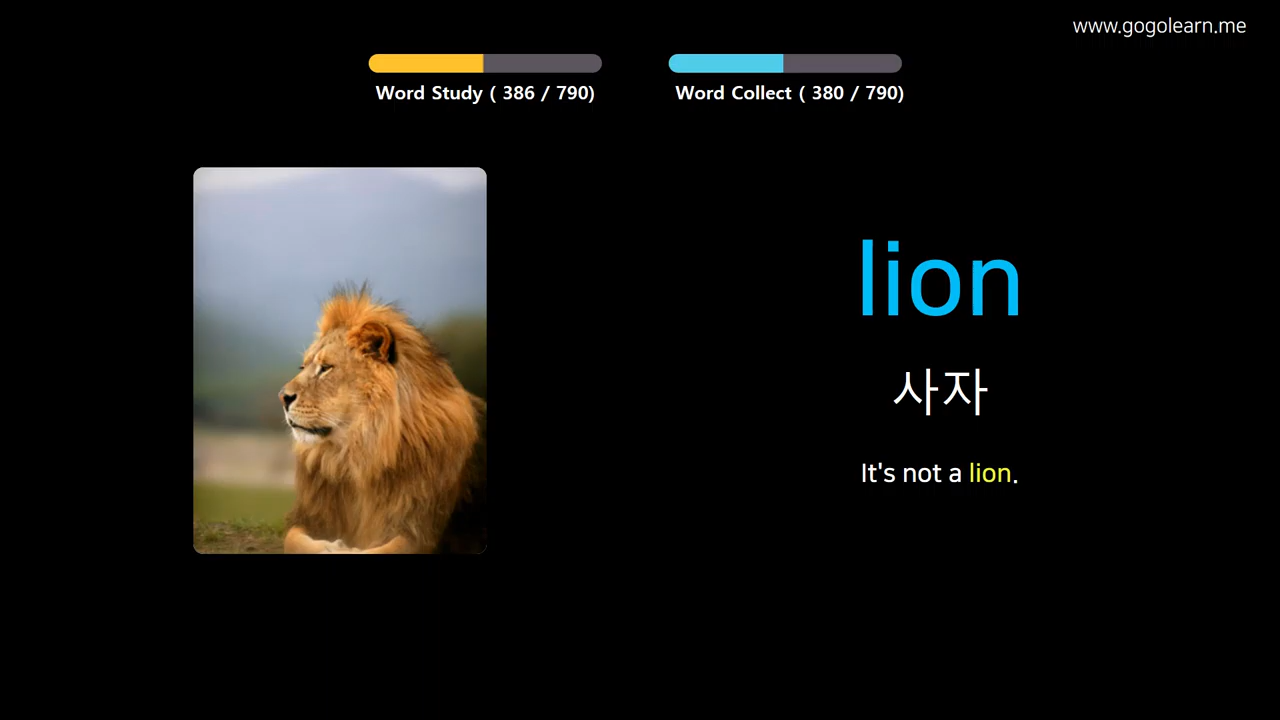 www.gogolearn.me
Word Study ( 386 / 790)
Word Collect ( 380 / 790)
lion
사자
It's not a lion.